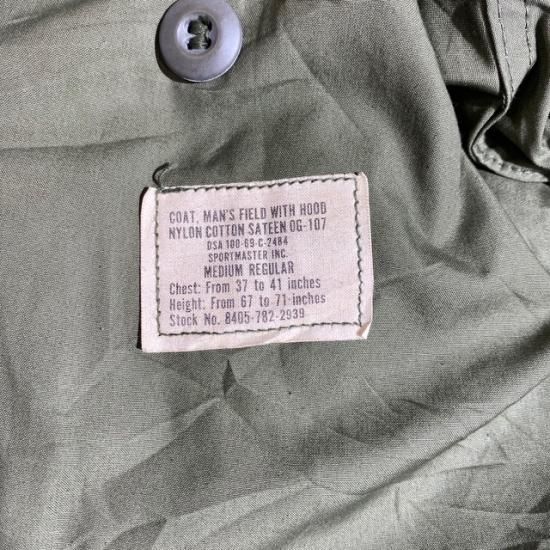 COAT, MAN'S FIELD WITH HOOD
NYLON COTTON SATEEN OG-107
DSA 100-69-C-2484
SPORTMASTER INC.
MEDIUM REGULAR
Chest: From 37 to 41 inches
Height: From 67 to 71 inches
Stock No. 8405-782-2939